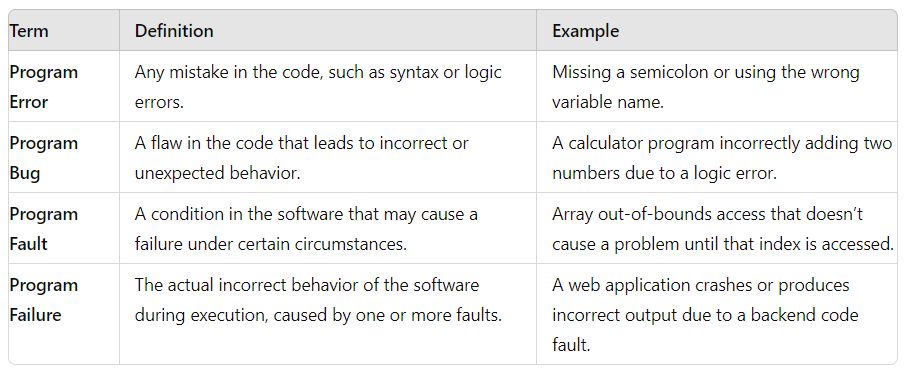 Term Definition Example
Program Error
Any mistake in the code, such as syntax or logic errors.
Missing a semicolon or using the wrong variable name.
Program Bug
A flaw in the code that leads to incorrect or unexpected behavior.
A calculator program incorrectly adding two numbers due to a logic error.
Program Fault
A condition in the software that may cause a failure under certain circumstances.
Array out-of-bounds access that doesn’t cause a problem until that index is accessed.
Program Failure
The actual incorrect behavior of the software during execution, caused by one or more faults.
A web application crashes or produces incorrect output due to a backend code fault.